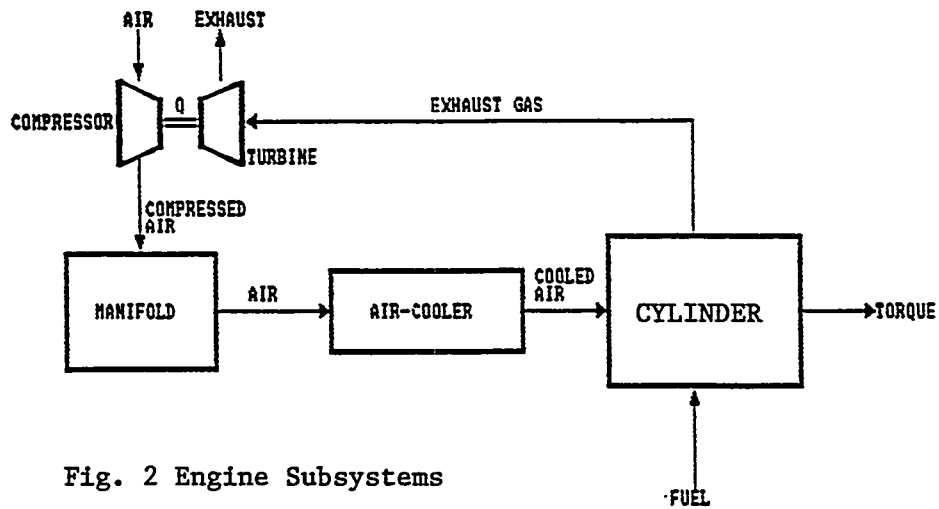 AIR
EXHAUST
Q
COMPRESSOR
TURBINE
EXHAUST GAS
COMPRESSED
AIR
MANIFOLD
AIR
AIR-COOLER
COOLED
AIR
CYLINDER
TORQUE
FUEL
Fig. 2 Engine Subsystems